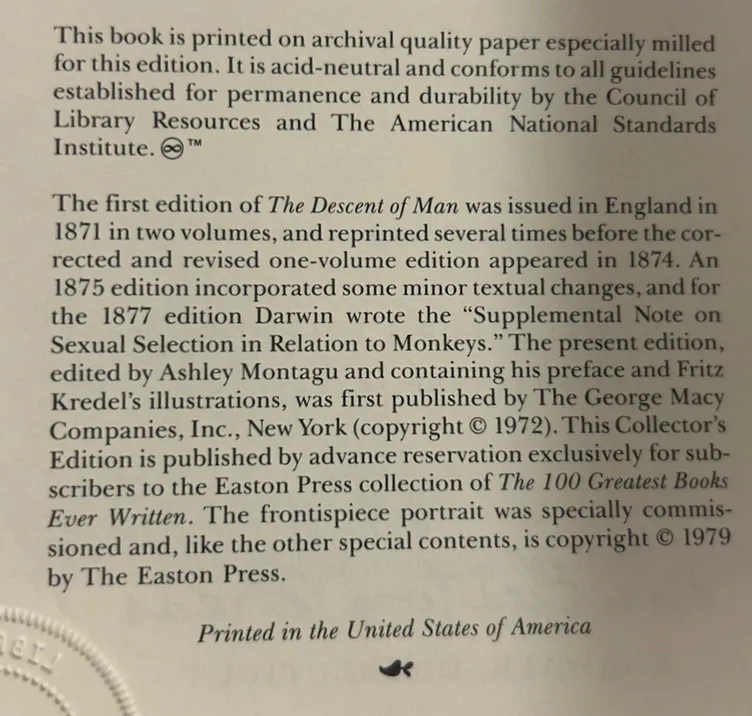 This book is printed on archival quality paper especially milled
for this edition. It is acid-neutral and conforms to all guidelines
established for permanence and durability by the Council of
Library Resources and The American National Standards
Institute. ♾™
The first edition of The Descent of Man was issued in England in
1871 in two volumes, and reprinted several times before the cor-
rected and revised one-volume edition appeared in 1874. An
1875 edition incorporated some minor textual changes, and for
the 1877 edition Darwin wrote the “Supplemental Note on
Sexual Selection in Relation to Monkeys.” The present edition,
edited by Ashley Montagu and containing his preface and Fritz
Kredel’s illustrations, was first published by The George Macy
Companies, Inc., New York (copyright © 1972). This Collector’s
Edition is published by advance reservation exclusively for sub-
scribers to the Easton Press collection of The 100 Greatest Books
Ever Written. The frontispiece portrait was specially commis-
sioned and, like the other special contents, is copyright © 1979
by The Easton Press.
Printed in the United States of America